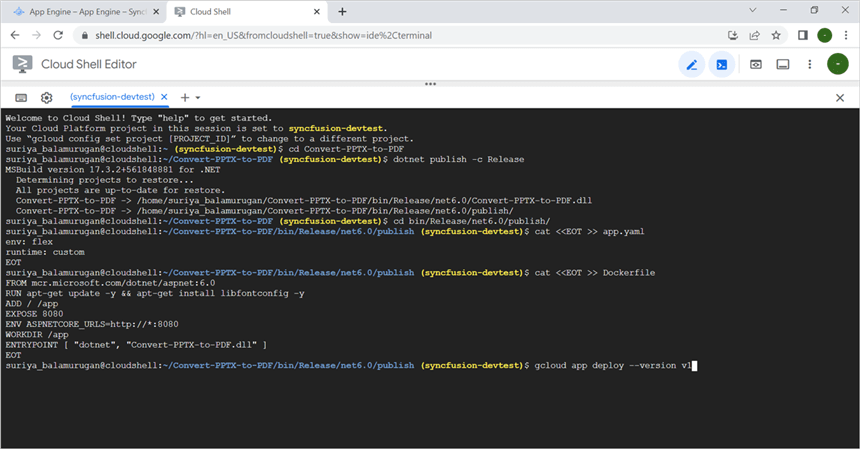 App Engine – App Engine – Sync
Cloud Shell
shell.cloud.google.com/?hl=en_US&fromcloudshell=true&show=ide%2Cterminal
Cloud Shell Editor
(syncfusion-devtest)
Welcome to Cloud Shell! Type "help" to get started.
Your Cloud Platform project in this session is set to syncfusion-devtest.
Use “gcloud config set project [PROJECT_ID]” to change to a different project.
suriya_balamurugan@cloudshell:~ (syncfusion-devtest)$ cd Convert-PPTX-to-PDF
suriya_balamurugan@cloudshell:~/Convert-PPTX-to-PDF (syncfusion-devtest)$ dotnet publish -c Release
MSBuild version 17.3.2+561848881 for .NET
Determining projects to restore...
All projects are up-to-date for restore.
Convert-PPTX-to-PDF -> /home/suriya_balamurugan/Convert-PPTX-to-PDF/bin/Release/net6.0/Convert-PPTX-to-PDF.dll
Convert-PPTX-to-PDF -> /home/suriya_balamurugan/Convert-PPTX-to-PDF/bin/Release/net6.0/publish/
suriya_balamurugan@cloudshell:~/Convert-PPTX-to-PDF (syncfusion-devtest)$ cd bin/Release/net6.0/publish/
suriya_balamurugan@cloudshell:~/Convert-PPTX-to-PDF/bin/Release/net6.0/publish (syncfusion-devtest)$ cat <<EOT >> app.yaml
env: flex
runtime: custom
EOT
suriya_balamurugan@cloudshell:~/Convert-PPTX-to-PDF/bin/Release/net6.0/publish (syncfusion-devtest)$ cat <<EOT >> Dockerfile
FROM mcr.microsoft.com/dotnet/aspnet:6.0
RUN apt-get update -y && apt-get install libfontconfig -y
ADD / /app
EXPOSE 8080
ENV ASPNETCORE_URLS=http://*:8080
WORKDIR /app
ENTRYPOINT [ "dotnet", "Convert-PPTX-to-PDF.dll" ]
EOT
suriya_balamurugan@cloudshell:~/Convert-PPTX-to-PDF/bin/Release/net6.0/publish (syncfusion-devtest)$ gcloud app deploy --version v1